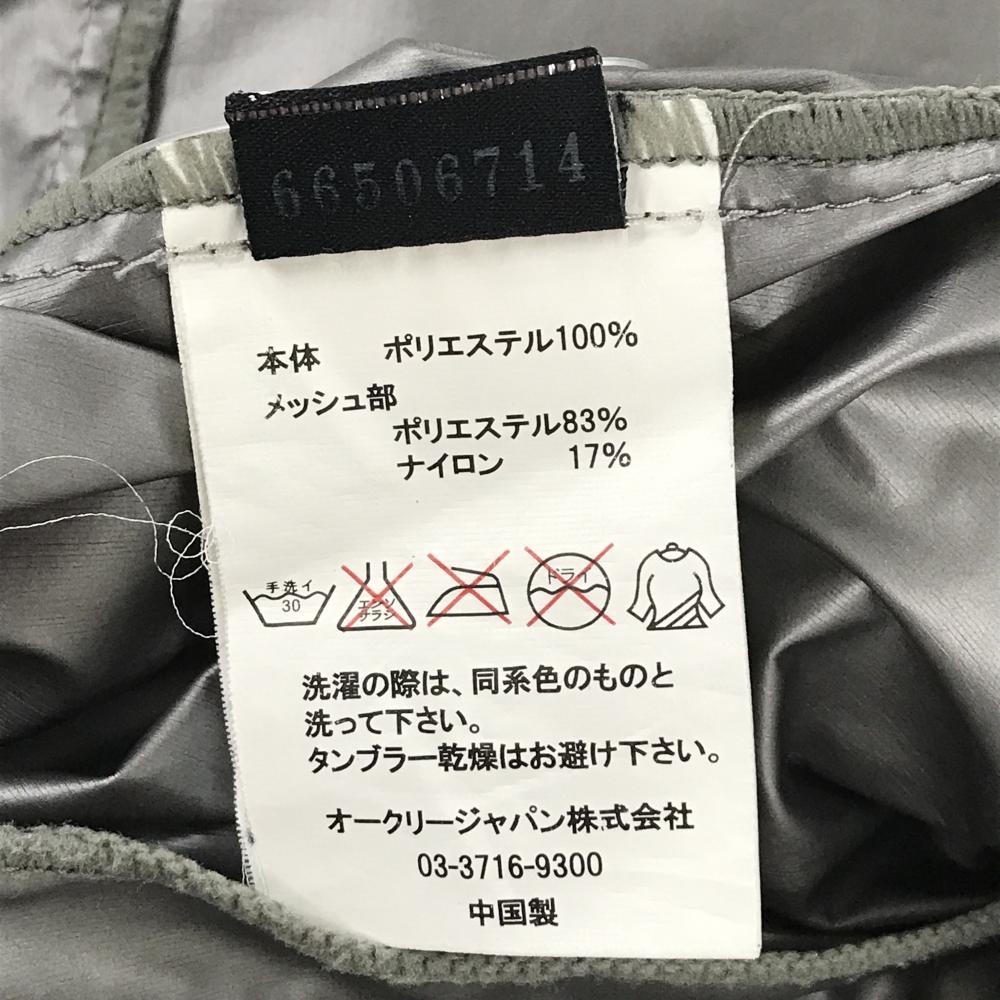 66506714
本体 ポリエステル100%
メッシュ部
ポリエステル83%
ナイロン 17%
手洗イ
30
エンソ
チラシ
ドライ
洗濯の際は、同系色のものと
洗って下さい。
タンブラー乾燥はお避け下さい。
オークリージャパン株式会社
03-3716-9300
中国製